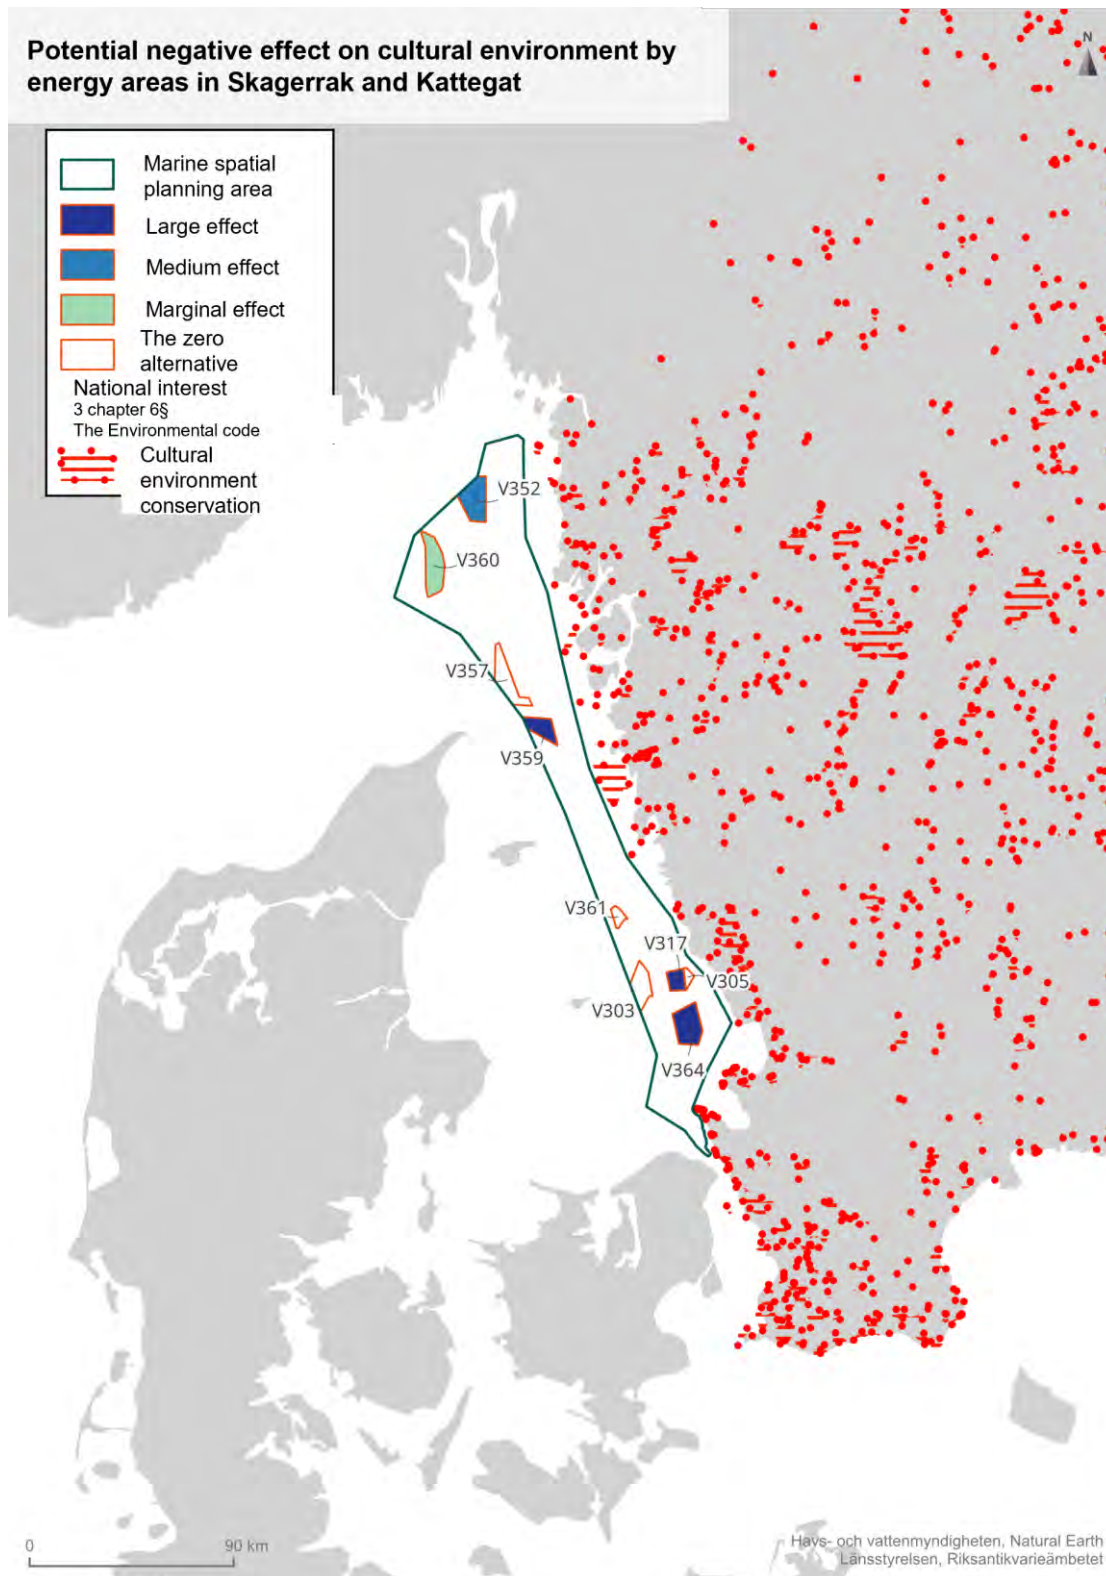 Potential negative effect on cultural environment by
energy areas in Skagerrak and Kattegat
N
Marine spatial
planning area
Large effect
Medium effect
Marginal effect
The zero
alternative
National interest
3 chapter 6§
The Environmental code
Cultural
environment
conservation
V352
V360
V357
V359
V361
V317
V305
V303
V364
0 90 km
Havs- och vattenmyndigheten, Natural Earth
Länsstyrelsen, Riksantikvarieämbetet